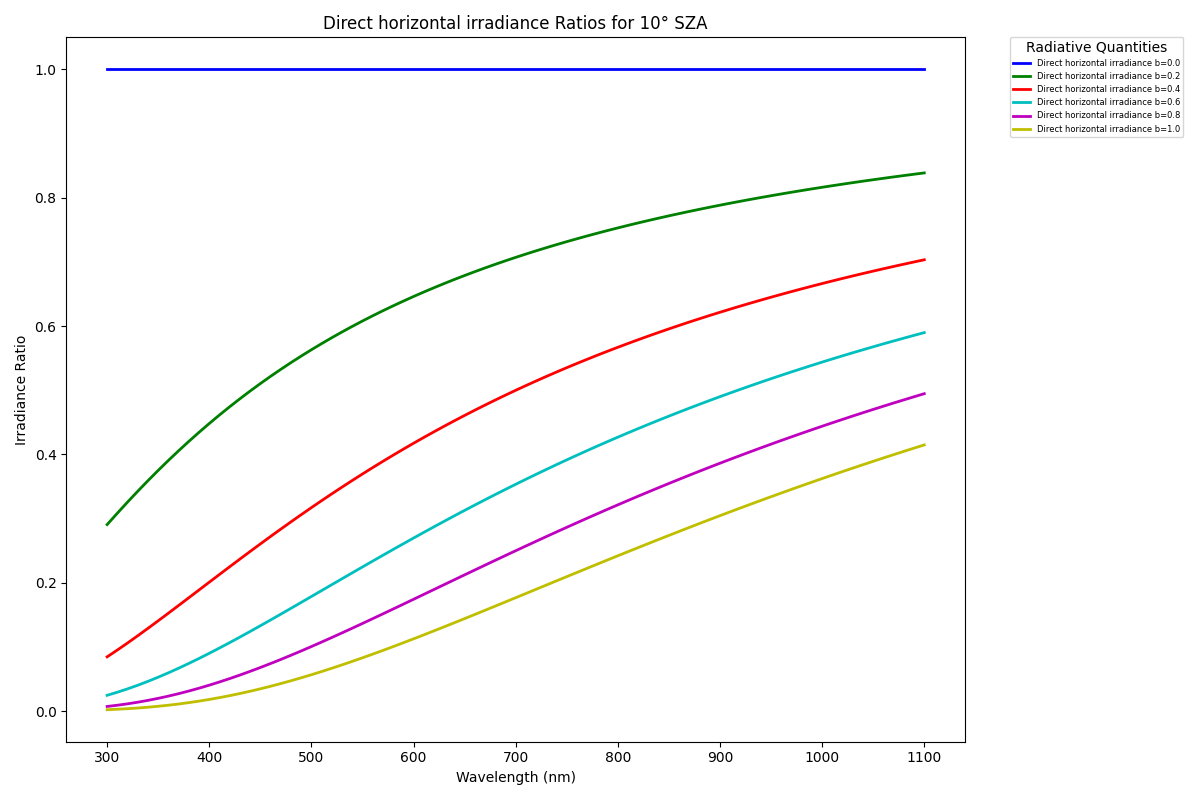 Direct horizontal irradiance Ratios for 10° SZA
Radiative Quantities
Direct horizontal irradiance b=0.0
Direct horizontal irradiance b=0.2
Direct horizontal irradiance b=0.4
Direct horizontal irradiance b=0.6
Direct horizontal irradiance b=0.8
Direct horizontal irradiance b=1.0
Irradiance Ratio
1.0
0.8
0.6
0.4
0.2
0.0
300 400 500 600 700 800 900 1000 1100
Wavelength (nm)